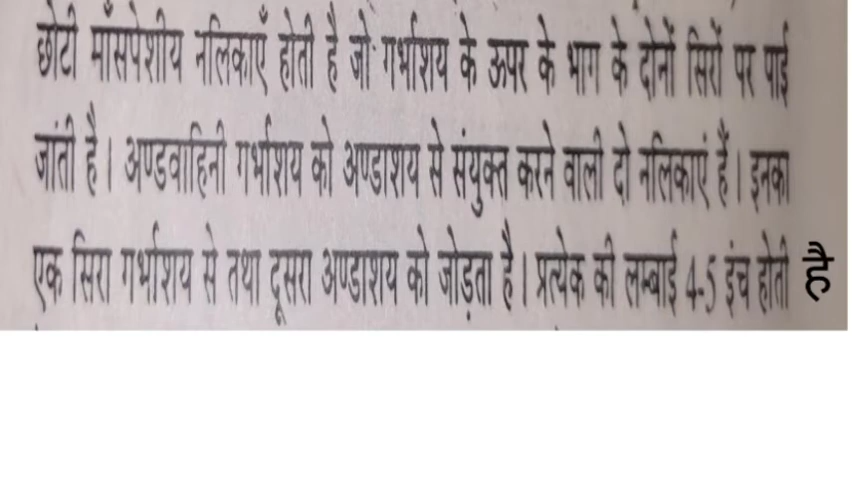 छोटी माँसपेशीय नलिकाएँ होती है जो गर्भाशय के ऊपर के भाग के दोनों सिरों पर पाई
जांती है। अण्डवाहिनी गर्भाशय को अण्डाशय से संयुक्त करने वाली दो नलिकाएं हैं। इनका
एक सिरा गर्भाशय से तथा दूसरा अण्डाशय को जोड़ता है। प्रत्येक की लम्बाई 4-5 इंच होती